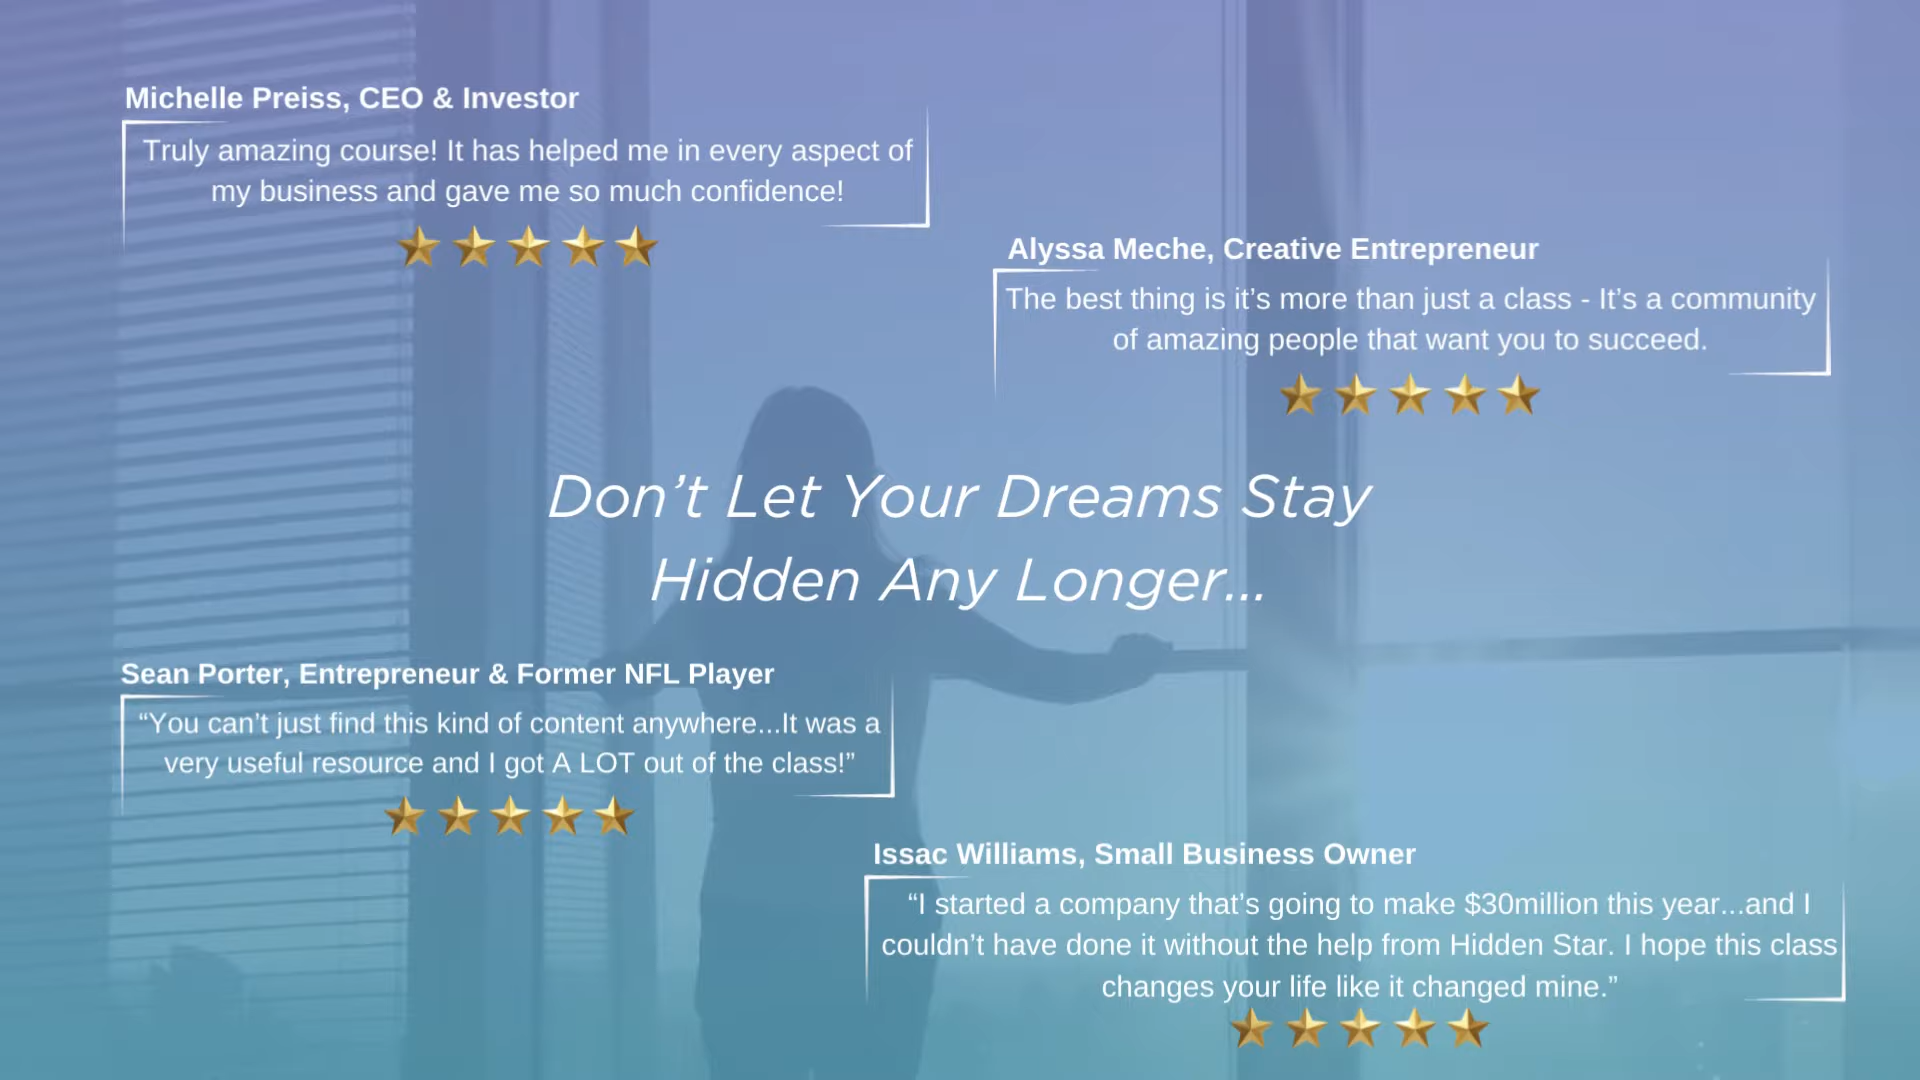 Michelle Preiss, CEO & Investor
Truly amazing course! It has helped me in every aspect of
my business and gave me so much confidence!
Alyssa Meche, Creative Entrepreneur
The best thing is it’s more than just a class - It’s a community
of amazing people that want you to succeed.
Don’t Let Your Dreams Stay
Hidden Any Longer...
Sean Porter, Entrepreneur & Former NFL Player
“You can’t just find this kind of content anywhere...It was a
very useful resource and I got A LOT out of the class!”
Issac Williams, Small Business Owner
“I started a company that’s going to make $30million this year...and I
couldn’t have done it without the help from Hidden Star. I hope this class
changes your life like it changed mine.”